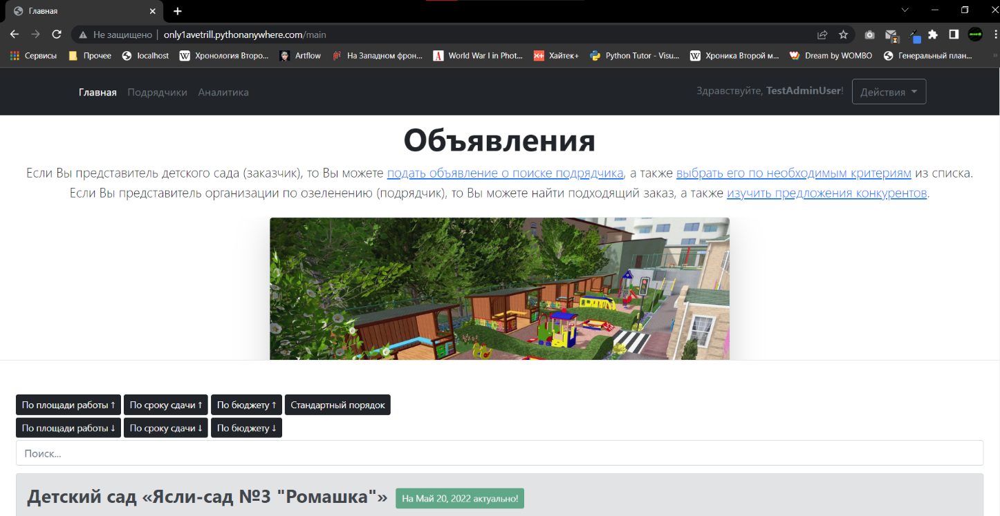 Главная
Не защищено | only1avetrill.pythonanywhere.com/main
Сервисы Прочее localhost Хронология Второ... Artflow На Западном фрон... World War I in Phot... Хайтек+ Python Tutor - Visu... Хроника Второй м... Dream by WOMBO Генеральный план...
Главная Подрядчики Аналитика Здравствуйте, TestAdminUser! Действия
Объявления
Если Вы представитель детского сада (заказчик), то Вы можете подать объявление о поиске подрядчика, а также выбрать его по необходимым критериям из списка.
Если Вы представитель организации по озеленению (подрядчик), то Вы можете найти подходящий заказ, а также изучить предложения конкурентов.
По площади работы ↑ По сроку сдачи ↑ По бюджету ↑ Стандартный порядок
По площади работы ↓ По сроку сдачи ↓ По бюджету ↓
Поиск...
Детский сад «Ясли-сад №3 "Ромашка"» На Май 20, 2022 актуально!